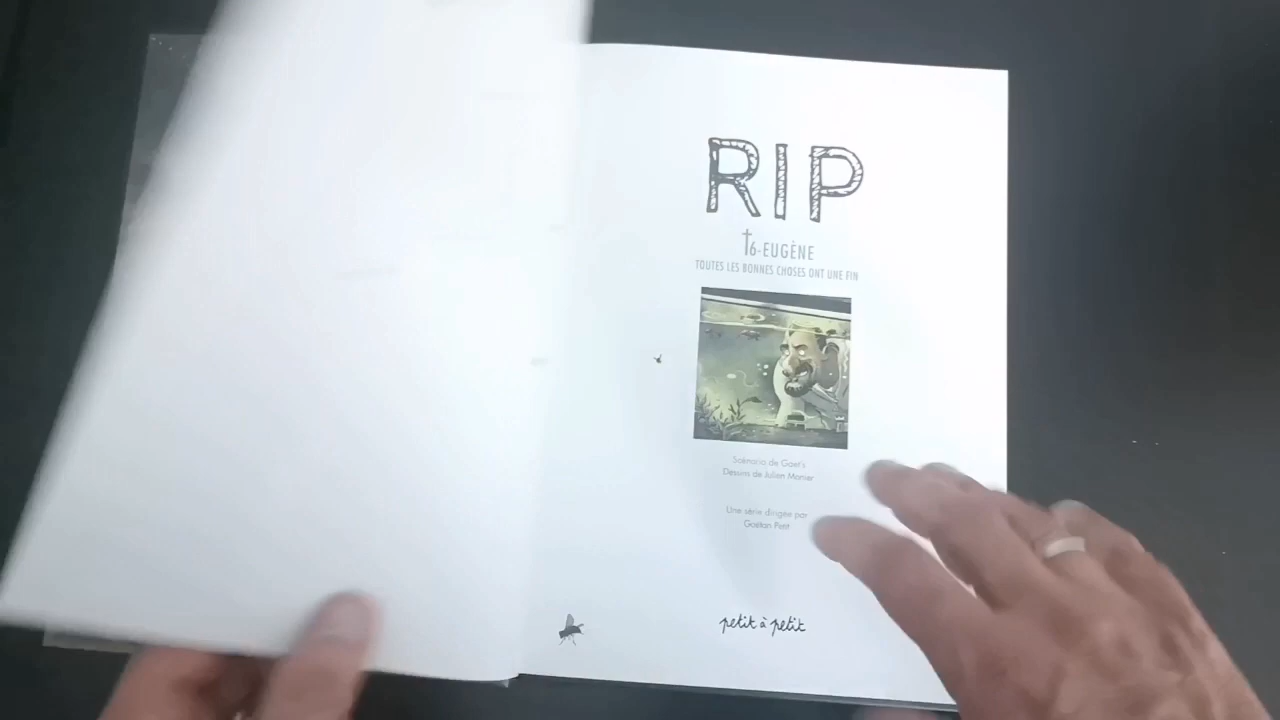 RIP
†6-EUGÈNE
TOUTES LES BONNES CHOSES ONT UNE FIN
Scénario de Gaet's
Dessins de Julien Monier
Une série dirigée par
Gaëtan Petit
petit à petit